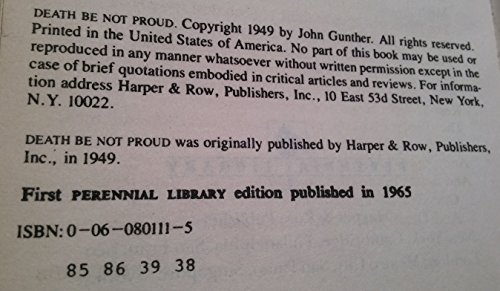 DEATH BE NOT PROUD. Copyright 1949 by John Gunther. All rights reserved.
Printed in the United States of America. No part of this book may be used or
reproduced in any manner whatsoever without written permission except in the
case of brief quotations embodied in critical articles and reviews. For informa-
tion address Harper & Row, Publishers, Inc., 10 East 53d Street, New York,
N.Y. 10022.
DEATH BE NOT PROUD was originally published by Harper & Row, Publishers,
Inc., in 1949.
First PERENNIAL LIBRARY edition published in 1965
ISBN: 0-06-080111-5
85 86 39 38